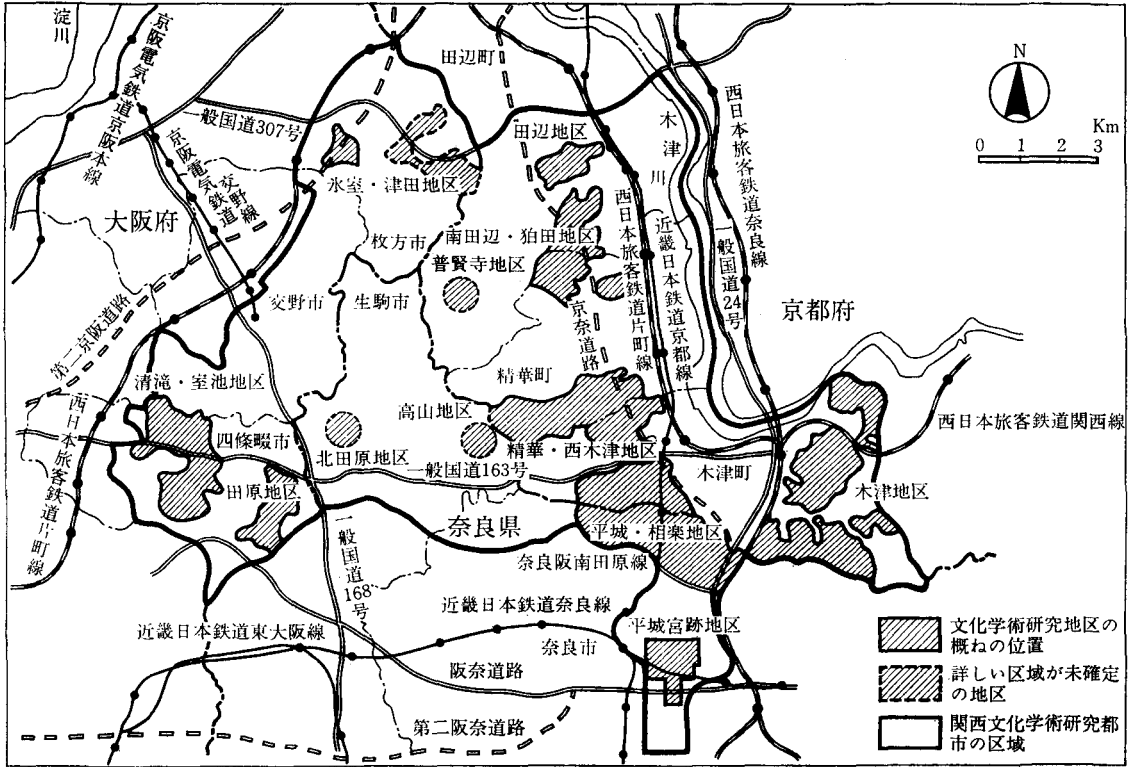 淀川
京阪電気鉄道京阪本線
一般国道307号
京阪電気鉄道交野線
田辺町
田辺地区
氷室・津田地区
木津川
西日本旅客鉄道奈良線
N
0 1 2 3 Km
大阪府
枚方市
南田辺・狛田地区
普賢寺地区
交野市
生駒市
京奈道路
西日本旅客鉄道片町線
近畿日本鉄道京都線
一般国道24号
京都府
第二京阪道路
清滝・室池地区
精華町
高山地区
西日本旅客鉄道片町線
四條畷市
北田原地区
精華・西木津地区
西日本旅客鉄道関西線
田原地区
一般国道163号
木津町
木津地区
奈良県
平城・相楽地区
一般国道168号
奈良阪南田原線
近畿日本鉄道奈良線
近畿日本鉄道東大阪線
奈良市
平城宮跡地区
阪奈道路
第二阪奈道路
文化学術研究地区の
概ねの位置
詳しい区域が未確定
の地区
関西文化学術研究都
市の区域